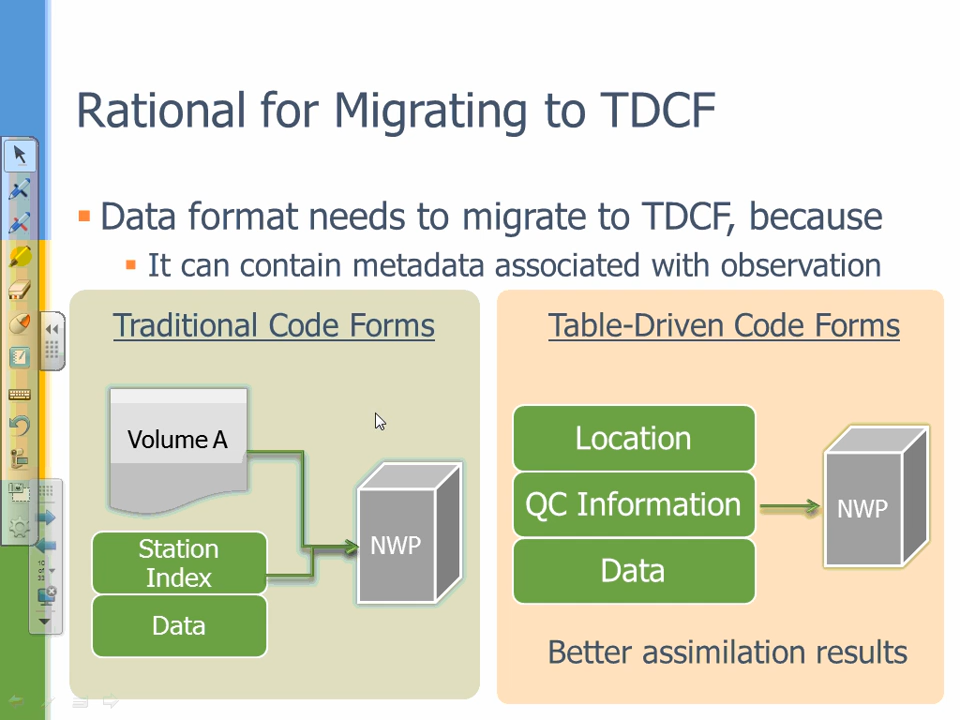 Rational for Migrating to TDCF
Data format needs to migrate to TDCF, because
It can contain metadata associated with observation
Traditional Code Forms
Volume A
Station
Index
Data
NWP
Table-Driven Code Forms
Location
QC Information
Data
NWP
Better assimilation results